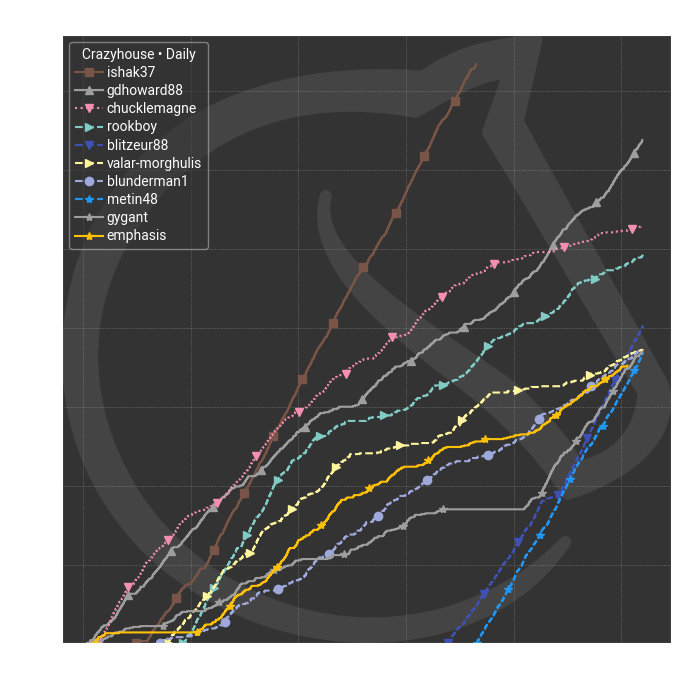 Crazyhouse • Daily
ishak37
gdhoward88
chucklemagne
rookboy
blitzeur88
valar-morghulis
blunderman1
metin48
gygant
emphasis